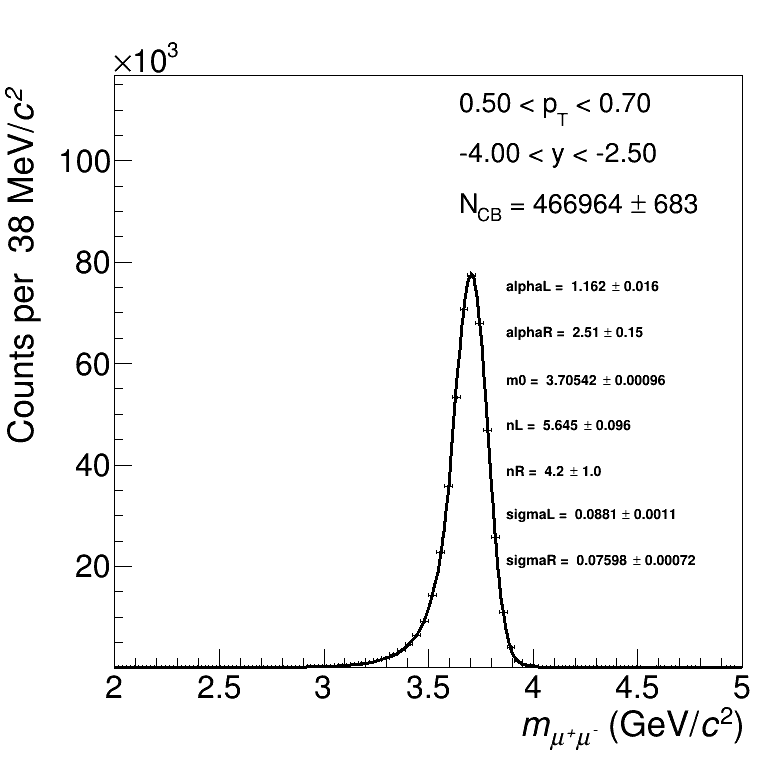 ×10³
Counts per 38 MeV/c²
100
80
60
40
20
0.50 < p_T < 0.70
-4.00 < y < -2.50
N_CB = 466964 ± 683
alphaL = 1.162 ± 0.016
alphaR = 2.51 ± 0.15
m0 = 3.70542 ± 0.00096
nL = 5.645 ± 0.096
nR = 4.2 ± 1.0
sigmaL = 0.0881 ± 0.0011
sigmaR = 0.07598 ± 0.00072
2 2.5 3 3.5 4 4.5 5
m_μ⁺μ⁻ (GeV/c²)